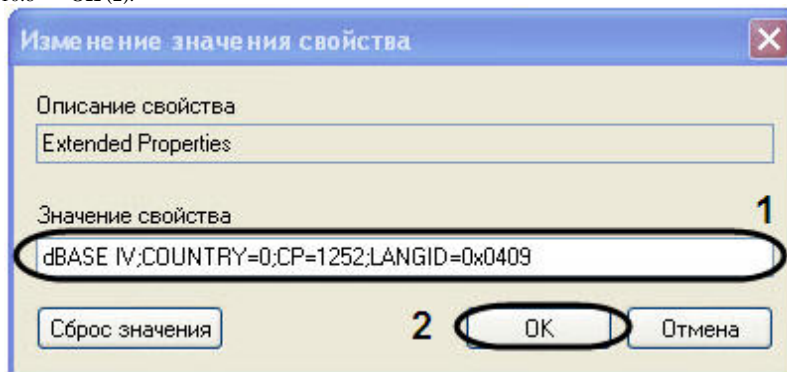 Изменение значения свойства
Описание свойства
Extended Properties
Значение свойства
1
dBASE IV;COUNTRY=0;CP=1252;LANGID=0x0409
Сброс значения
2
OK
Отмена